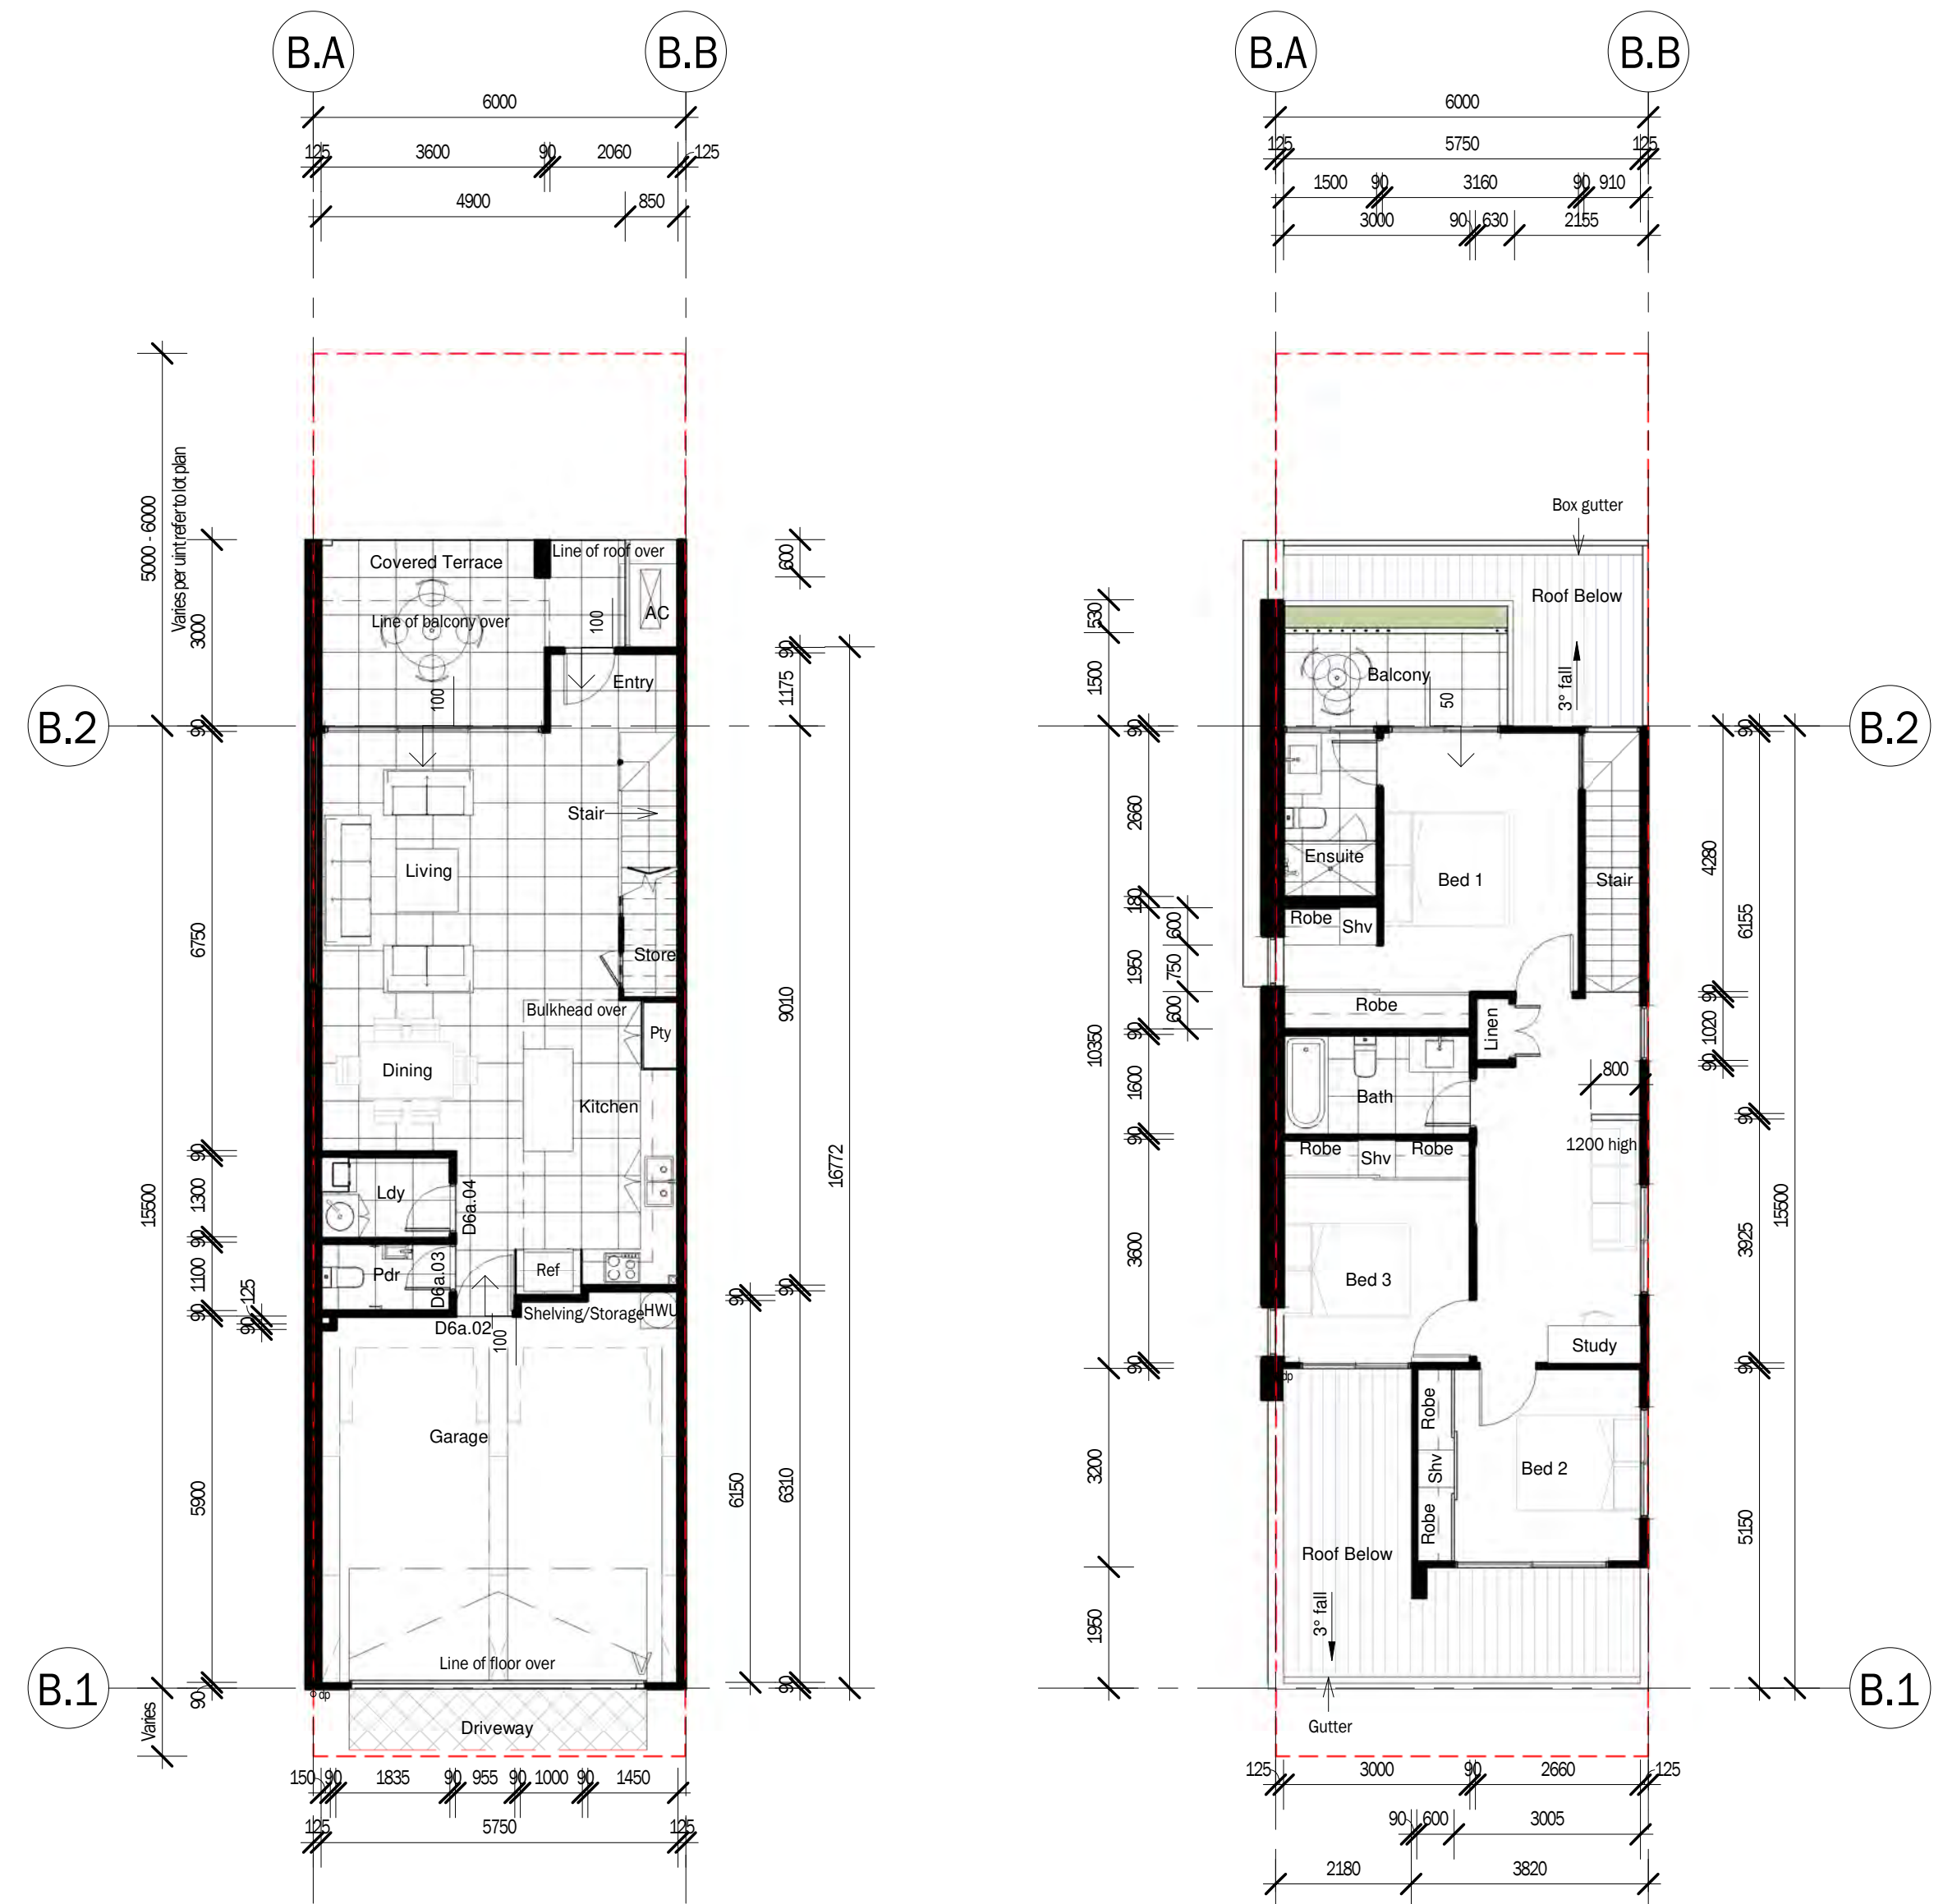 B.A
B.B
B.A
B.B
6000
6000
125
3600
90
2060
125
125
5750
125
4900
850
1500
90
3160
90
910
3000
90
630
2155
5000 - 6000
Varies per uint refer to lot plan
3000
90
6750
90
1300
90
1100
90
125
90
5900
90
15500
Varies
Covered Terrace
Line of roof over
600
Line of balcony over
100
AC
90
Entry
1175
100
B.2
Stair
Living
Store
9010
Bulkhead over
Pty
Dining
Kitchen
16772
Ldy
D6a.04
Pdr
D6a.03
Ref
Shelving/Storage
HWU
90
90
D6a.02
100
Garage
6150
6310
Line of floor over
90
B.1
dp
Driveway
150
90
1835
90
955
90
1000
90
1450
125
5750
125
Box gutter
530
Roof Below
1500
Balcony
50
3° fall
B.2
90
90
2660
4280
Ensuite
Bed 1
Stair
180
Robe
Shv
600
6155
1950
750
Robe
600
90
Linen
90
1020
90
10350
1600
800
Bath
90
90
1200 high
Robe
Shv
Robe
3925
15500
3600
Bed 3
Study
90
90
dp
Robe
Shv
Robe
Bed 2
3200
5150
Roof Below
3° fall
1950
B.1
Gutter
125
3000
90
2660
125
90
600
3005
2180
3820